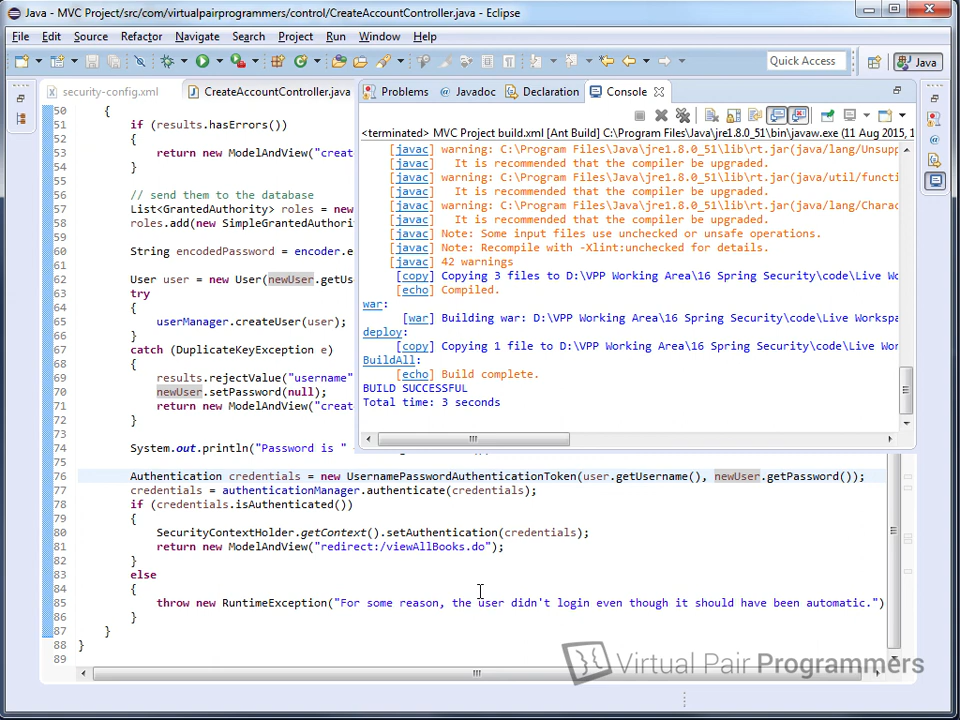 Java - MVC Project/src/com/virtualpairprogrammers/control/CreateAccountController.java - Eclipse
File Edit Source Refactor Navigate Search Project Run Window Help
Quick Access
Java
security-config.xml CreateAccountController.java
Problems Javadoc Declaration Console
<terminated> MVC Project build.xml [Ant Build] C:\Program Files\Java\jre1.8.0_51\bin\javaw.exe (11 Aug 2015, 1
[javac] warning: C:\Program Files\Java\jre1.8.0_51\lib\rt.jar(java/lang/Unsupp
[javac] It is recommended that the compiler be upgraded.
[javac] warning: C:\Program Files\Java\jre1.8.0_51\lib\rt.jar(java/util/functi
[javac] It is recommended that the compiler be upgraded.
[javac] warning: C:\Program Files\Java\jre1.8.0_51\lib\rt.jar(java/lang/Charac
[javac] It is recommended that the compiler be upgraded.
[javac] Note: Some input files use unchecked or unsafe operations.
[javac] Note: Recompile with -Xlint:unchecked for details.
[javac] 42 warnings
[copy] Copying 3 files to D:\VPP Working Area\16 Spring Security\code\Live Wo
[echo] Compiled.
war:
[war] Building war: D:\VPP Working Area\16 Spring Security\code\Live Workspa
deploy:
[copy] Copying 1 file to D:\VPP Working Area\16 Spring Security\code\Live Wor
BuildAll:
[echo] Build complete.
BUILD SUCCESSFUL
Total time: 3 seconds
50 {
51 if (results.hasErrors())
52 {
53 return new ModelAndView("creat
54 }
55
56 // send them to the database
57 List<GrantedAuthority> roles = new
58 roles.add(new SimpleGrantedAuthori
59
60 String encodedPassword = encoder.e
61
62 User user = new User(newUser.getUs
63 try
64 {
65 userManager.createUser(user);
66 }
67 catch (DuplicateKeyException e)
68 {
69 results.rejectValue("username"
70 newUser.setPassword(null);
71 return new ModelAndView("creat
72 }
73
74 System.out.println("Password is "
75
76 Authentication credentials = new UsernamePasswordAuthenticationToken(user.getUsername(), newUser.getPassword());
77 credentials = authenticationManager.authenticate(credentials);
78 if (credentials.isAuthenticated())
79 {
80 SecurityContextHolder.getContext().setAuthentication(credentials);
81 return new ModelAndView("redirect:/viewAllBooks.do");
82 }
83 else
84 {
85 throw new RuntimeException("For some reason, the user didn't login even though it should have been automatic.")
86 }
87 }
88 }
89
Virtual Pair Programmers